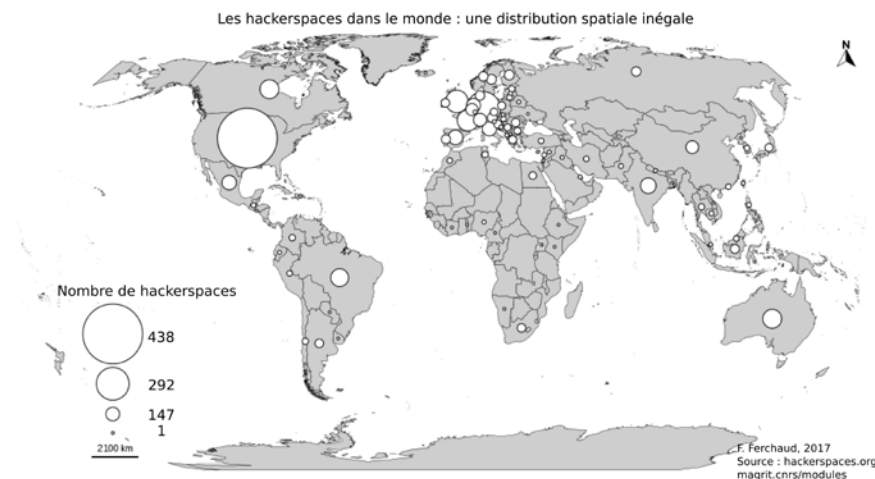 Les hackerspaces dans le monde : une distribution spatiale inégale
N
Nombre de hackerspaces
438
292
147
1
2100 km
F. Ferchaud, 2017
Source : hackerspaces.org
magrit.cnrs/modules